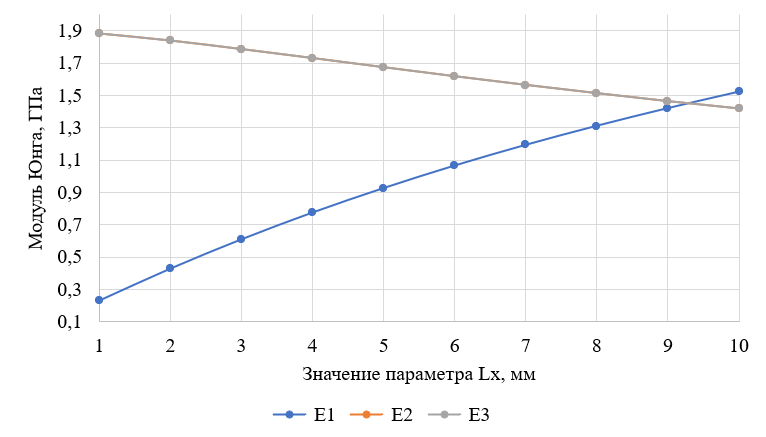 Модуль Юнга, ГПа
1,9
1,7
1,5
1,3
1,1
0,9
0,7
0,5
0,3
0,1
1 2 3 4 5 6 7 8 9 10
Значение параметра Lx, мм
E1 E2 E3